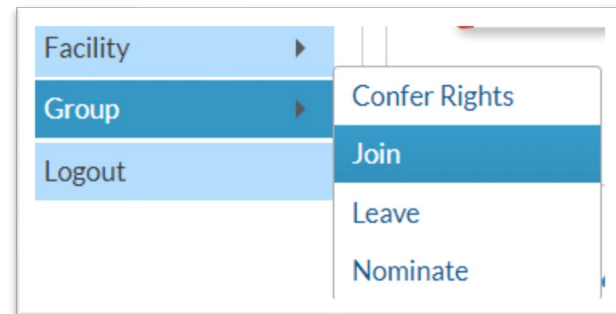 Facility
Group
Logout
Confer Rights
Join
Leave
Nominate